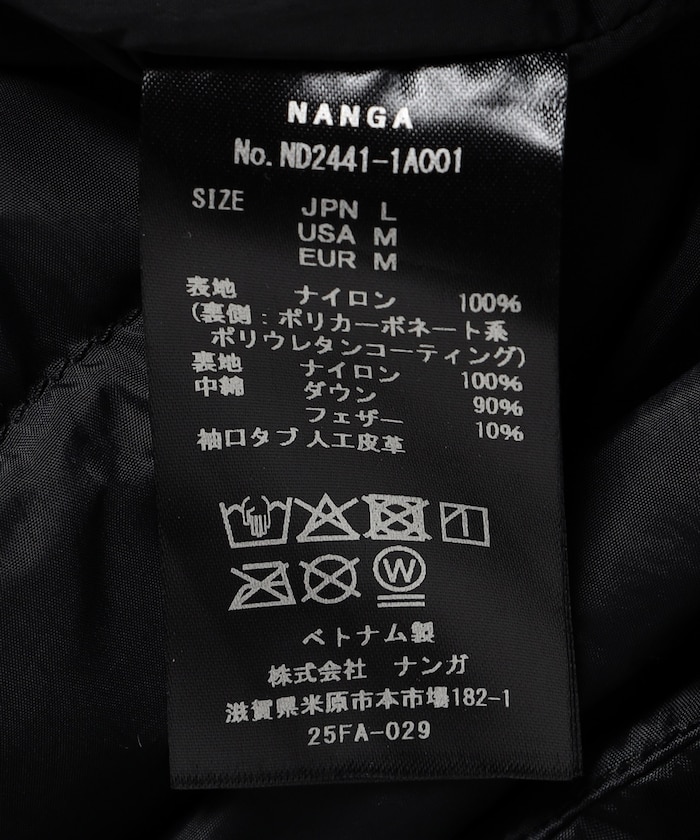 NANGA
No. ND2441-1A001
SIZE JPN L
USA M
EUR M
表地 ナイロン 100%
(裏側:ポリカーボネート系
ポリウレタンコーティング)
裏地 ナイロン 100%
中綿 ダウン 90%
フェザー 10%
袖口タブ 人工皮革
W
ベトナム製
株式会社 ナンガ
滋賀県米原市本市場182-1
25FA-029